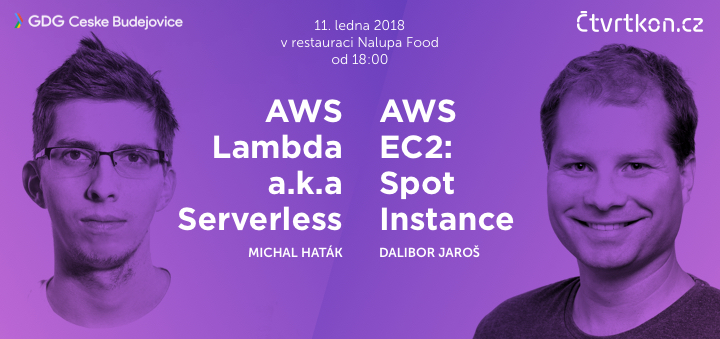 GDG Ceske Budejovice
11. ledna 2018
v restauraci Nalupa Food
od 18:00
Čtvrtkon.cz
AWS
Lambda
a.k.a
Serverless
MICHAL HATÁK
AWS
EC2:
Spot
Instance
DALIBOR JAROŠ